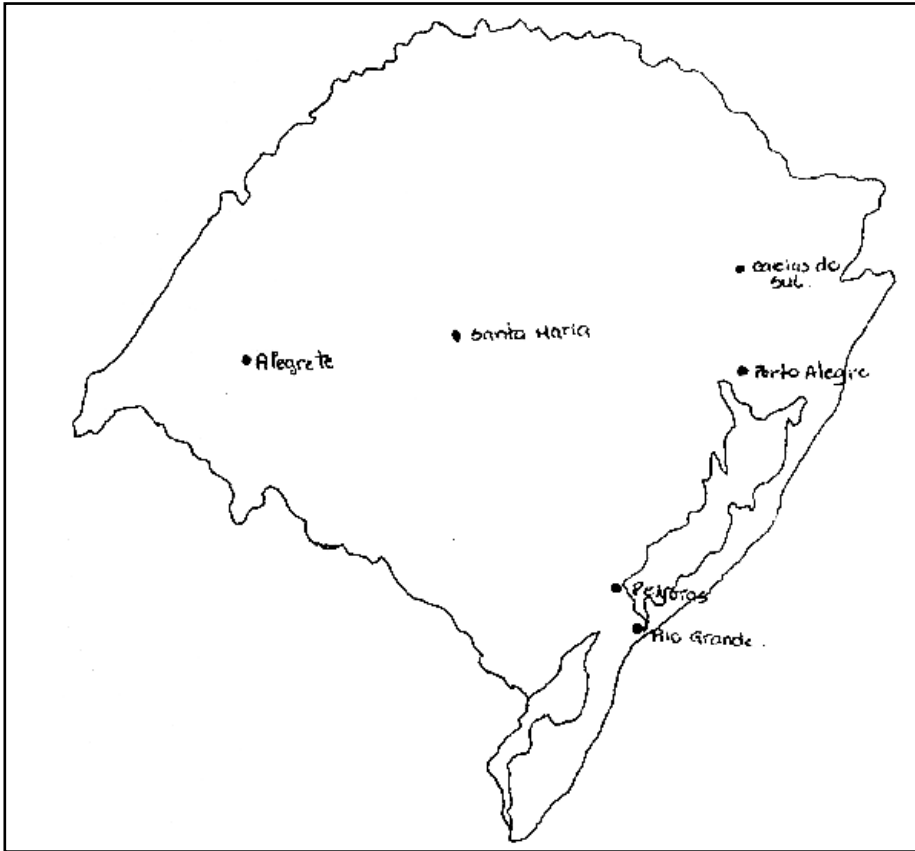 Caxias do
Sul.
Santa Maria
Alegrete
Porto Alegre
Pelotas
Rio Grande.